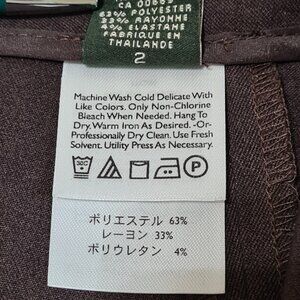 CA 00669
63% POLYESTER
33% RAYONNE
4% ELASTANE
FABRIQUE EN
THAILANDE
2
Machine Wash Cold Delicate With
Like Colors. Only Non-Chlorine
Bleach When Needed. Hang To
Dry. Warm Iron As Desired. -Or-
Professionally Dry Clean. Use Fresh
Solvent. Utility Press As Necessary.
30C
P
ポリエステル 63%
レーヨン 33%
ポリウレタン 4%